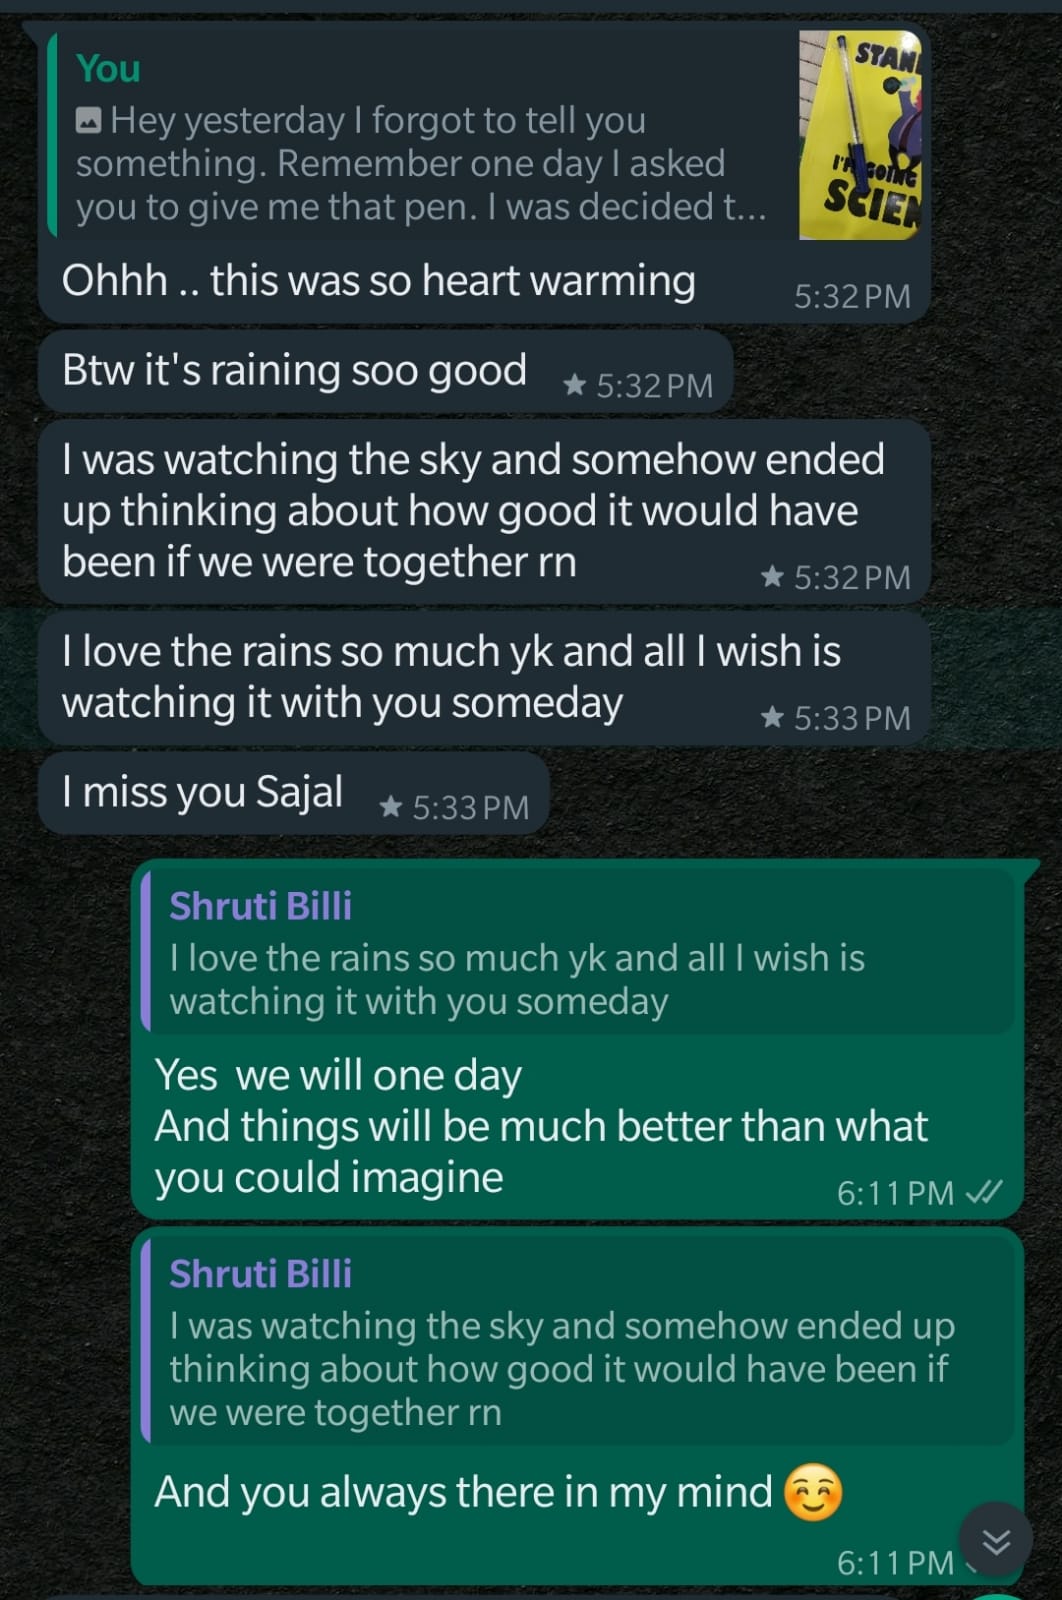 You
Hey yesterday I forgot to tell you
something. Remember one day I asked
you to give me that pen. I was decided t...
STAN
I'M GOING
SCIEN
Ohhh .. this was so heart warming
5:32 PM
Btw it's raining soo good
5:32 PM
I was watching the sky and somehow ended
up thinking about how good it would have
been if we were together rn
5:32 PM
I love the rains so much yk and all I wish is
watching it with you someday
5:33 PM
I miss you Sajal
5:33 PM
Shruti Billi
I love the rains so much yk and all I wish is
watching it with you someday
Yes  we will one day
And things will be much better than what
you could imagine
6:11 PM
Shruti Billi
I was watching the sky and somehow ended up
thinking about how good it would have been if
we were together rn
And you always there in my mind ☺️
6:11 PM